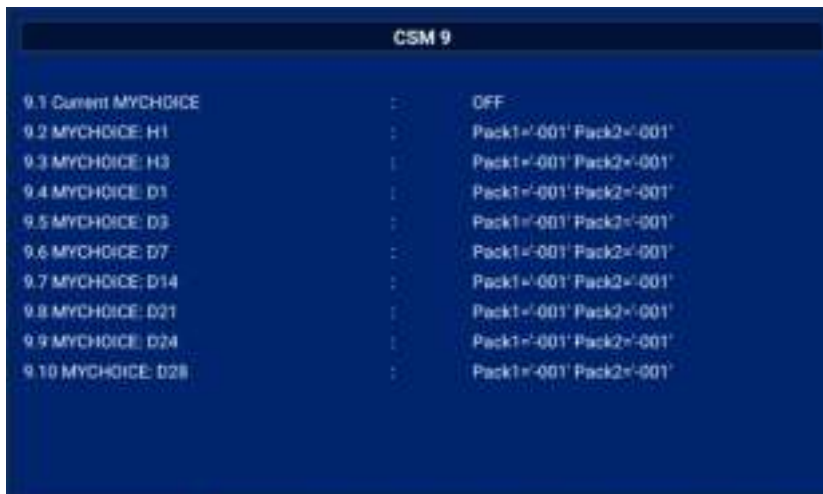 CSM 9
9.1 Current MYCHOICE : OFF
9.2 MYCHOICE: H1 : Pack1='-001' Pack2='-001'
9.3 MYCHOICE: H3 : Pack1='-001' Pack2='-001'
9.4 MYCHOICE: D1 : Pack1='-001' Pack2='-001'
9.5 MYCHOICE: D3 : Pack1='-001' Pack2='-001'
9.6 MYCHOICE: D7 : Pack1='-001' Pack2='-001'
9.7 MYCHOICE: D14 : Pack1='-001' Pack2='-001'
9.8 MYCHOICE: D21 : Pack1='-001' Pack2='-001'
9.9 MYCHOICE: D24 : Pack1='-001' Pack2='-001'
9.10 MYCHOICE: D28 : Pack1='-001' Pack2='-001'